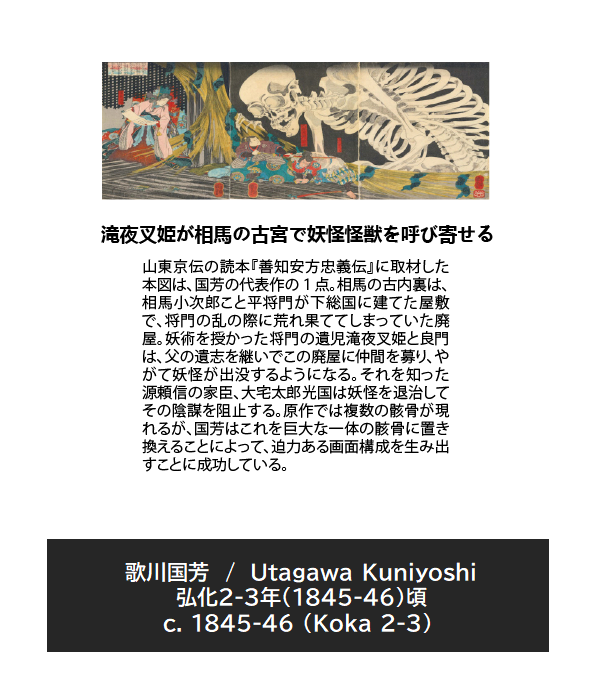 滝夜叉姫が相馬の古宮で妖怪怪獣を呼び寄せる
山東京伝の読本『善知安方忠義伝』に取材した
本図は、国芳の代表作の１点。相馬の古内裏は、
相馬小次郎こと平将門が下総国に建てた屋敷
で、将門の乱の際に荒れ果ててしまっていた廃
屋。妖術を授かった将門の遺児滝夜叉姫と良門
は、父の遺志を継いでこの廃屋に仲間を募り、や
がて妖怪が出没するようになる。それを知った
源頼信の家臣、大宅太郎光国は妖怪を退治して
その陰謀を阻止する。原作では複数の骸骨が現
れるが、国芳はこれを巨大な一体の骸骨に置き
換えることによって、迫力ある画面構成を生み出
すことに成功している。
歌川国芳 / Utagawa Kuniyoshi
弘化2-3年(1845-46)頃
c. 1845-46 (Koka 2-3)